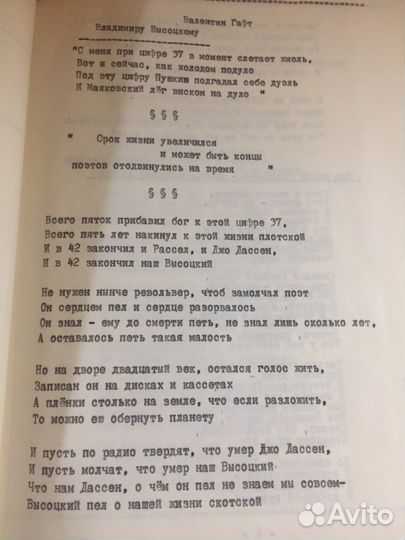 Валентин Гафт
Владимиру Высоцкому
"С меня при цифре 37 в момент слетает хмель,
Вот и сейчас, как холодом подуло
Под эту цифру Пушкин подгадал себе дуэль
И Маяковский лёг виском на дуло "
§ § §
" Срок жизни увеличился
и может быть концы
поэтов отодвинулись на время "
§ § §
Всего пяток прибавил бог к этой цифре 37,
Всего пять лет накинул к этой жизни плотской
И в 42 закончил и Рассел, и Джо Дассен,
И в 42 закончил наш Высоцкий
Не нужен нынче револьвер, чтоб замолчал поэт
Он сердцем пел и сердце разорвалось
Он знал - ему до смерти петь, не знал лишь сколько лет,
А оставалось петь такая малость
Но на дворе двадцатый век, остался голос жить,
Записан он на дисках и кассетах
А плёнки столько на земле, что если разложить,
То можно ею обернуть планету
И пусть по радио твердят, что умер Джо Дассен,
И пусть молчат, что умер наш Высоцкий
Что нам Дассен, о чём он пел не знаем мы совсем-
Высоцкий пел о нашей жизни скотской
Avito